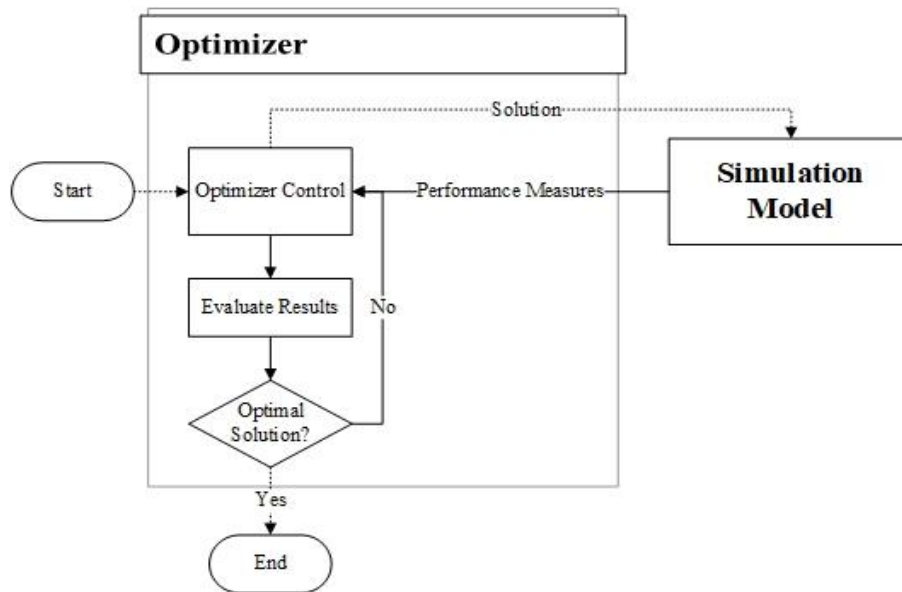 Optimizer
Solution
Start
Optimizer Control
Performance Measures
Simulation
Model
Evaluate Results
No
Optimal
Solution?
Yes
End